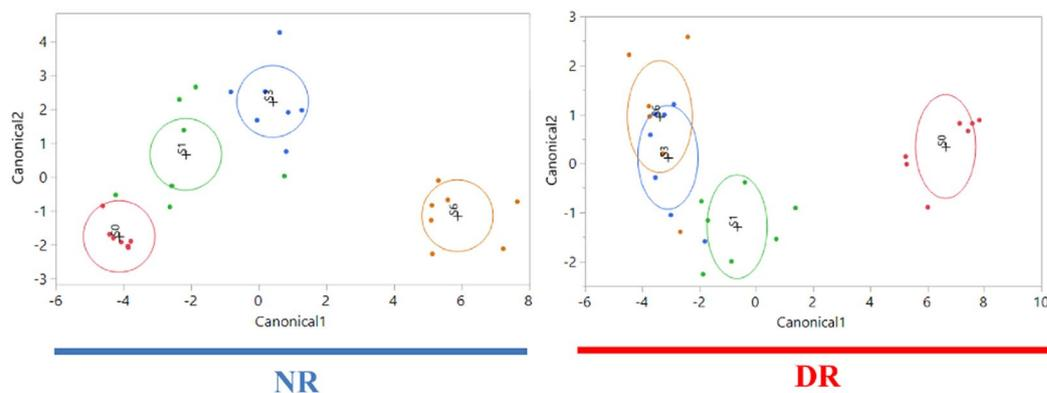 Canonical2
4
3
2
1
0
-1
-2
-3
S0
S1
S3
S6
-6 -4 -2 0 2 4 6 8
Canonical1
NR
Canonical2
3
2
1
0
-1
-2
S6
S3
S1
S0
-6 -4 -2 0 2 4 6 8 10
Canonical1
DR